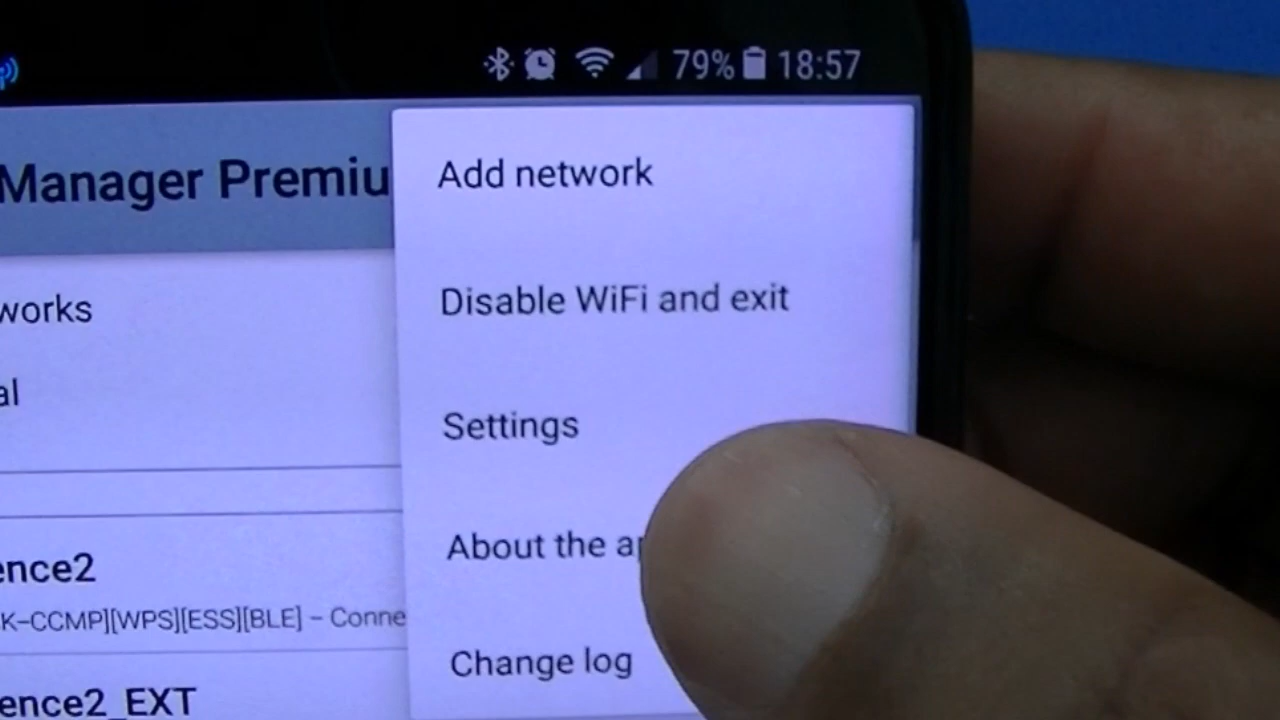 79% 18:57
Manager Premiu
Add network
Disable WiFi and exit
works
al
Settings
About the ap
ence2
K-CCMP][WPS][ESS][BLE] - Conne
Change log
ence2_EXT